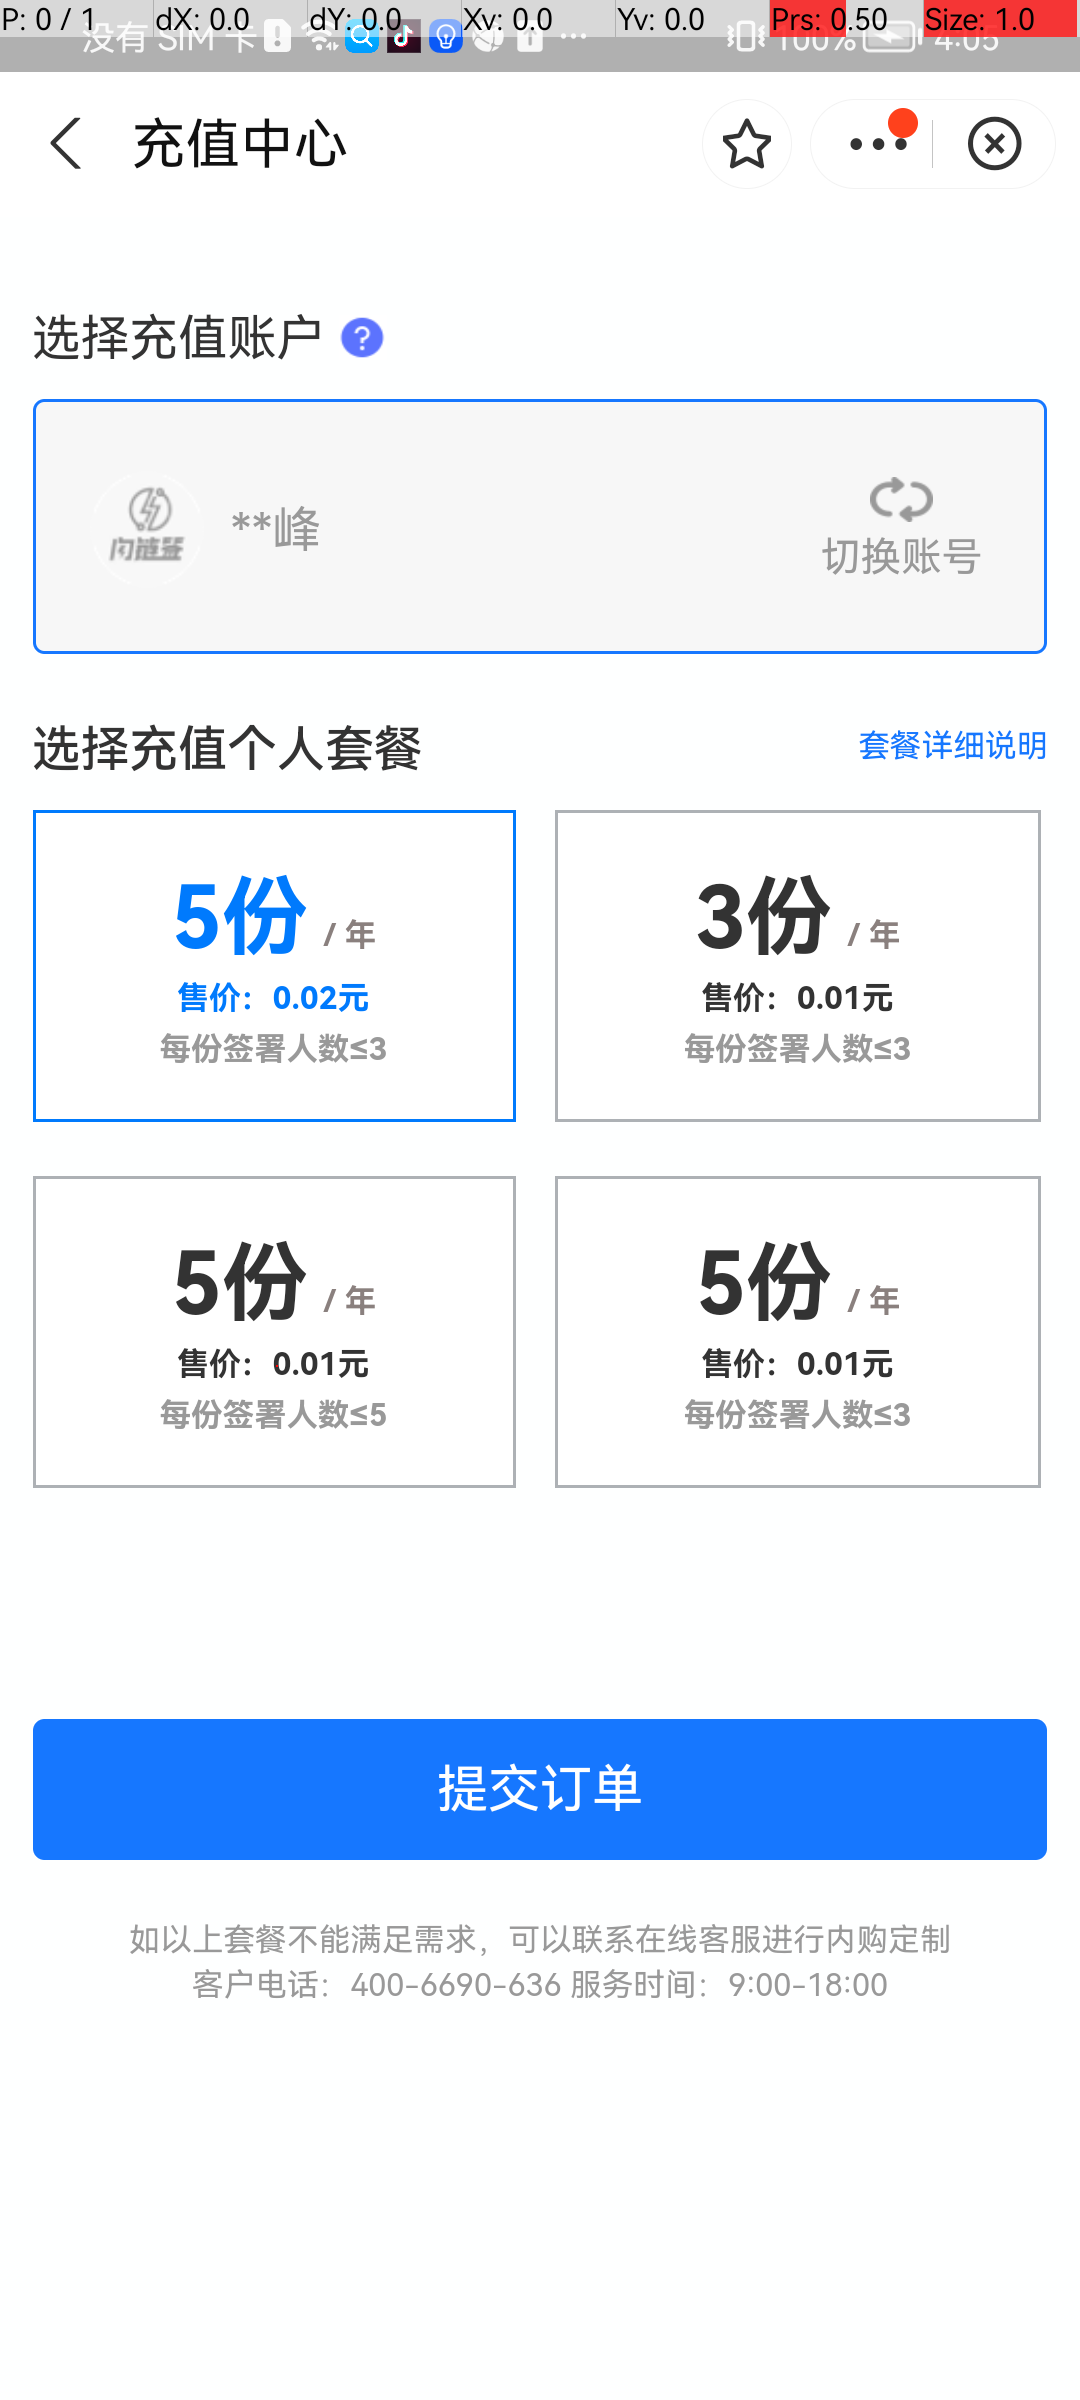 P: 0 / 1 dX: 0.0 dY: 0.0 Xv: 0.0 Yv: 0.0 Prs: 0.50 Size: 1.0
没有 SIM 卡 100% 4:05
充值中心
选择充值账户 ?
**峰
切换账号
选择充值个人套餐 套餐详细说明
5份 / 年
售价：0.02元
每份签署人数≤3
3份 / 年
售价：0.01元
每份签署人数≤3
5份 / 年
售价：0.01元
每份签署人数≤5
5份 / 年
售价：0.01元
每份签署人数≤3
提交订单
如以上套餐不能满足需求，可以联系在线客服进行内购定制
客户电话：400-6690-636 服务时间：9:00-18:00